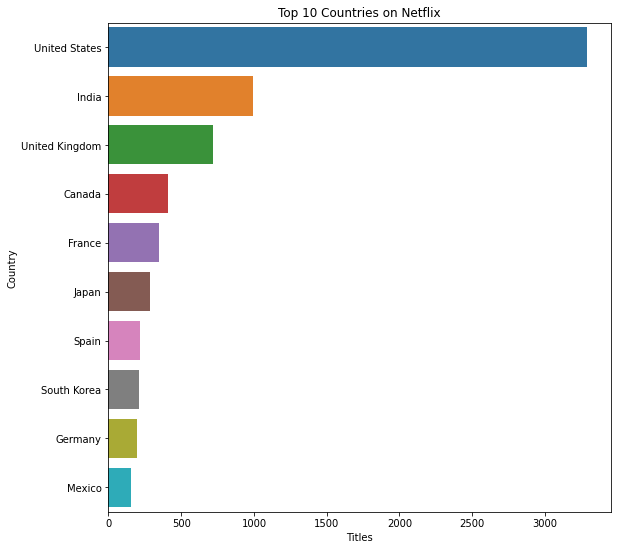 Top 10 Countries on Netflix
United States
India
United Kingdom
Canada
France
Japan
Spain
South Korea
Germany
Mexico
Country
0 500 1000 1500 2000 2500 3000
Titles